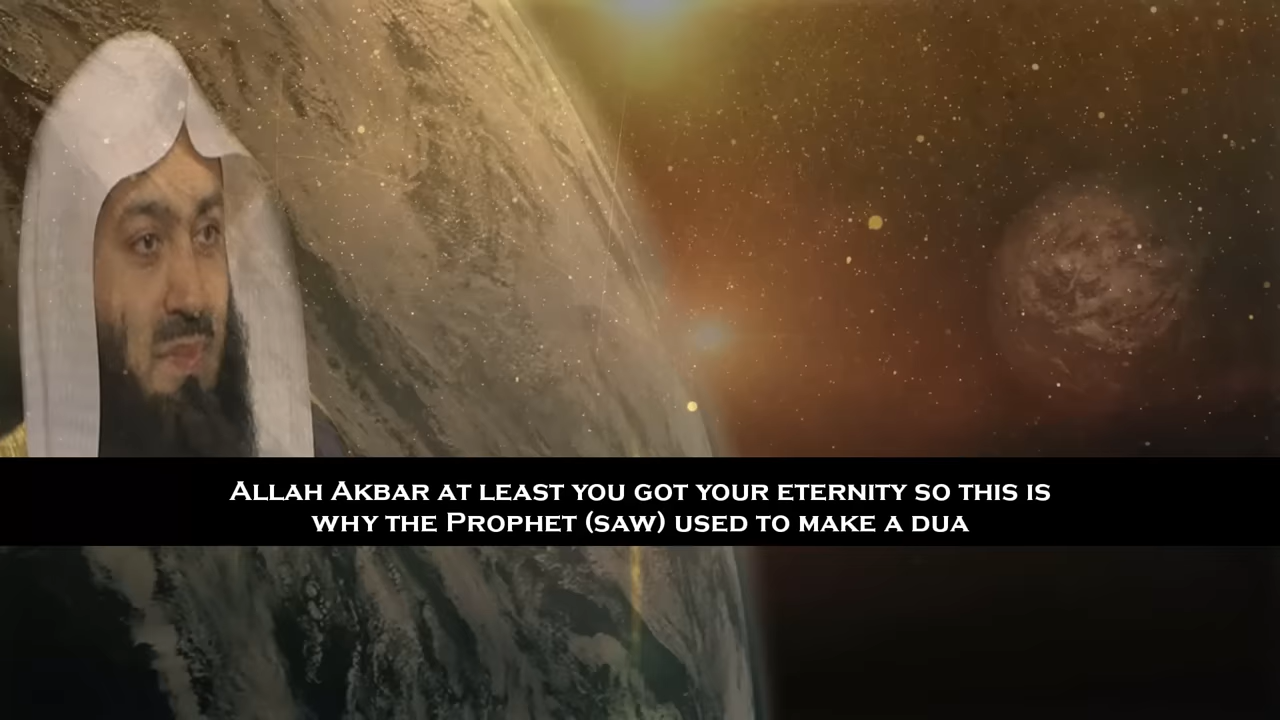 Allah Akbar at least you got your eternity so this is
why the Prophet (saw) used to make a dua